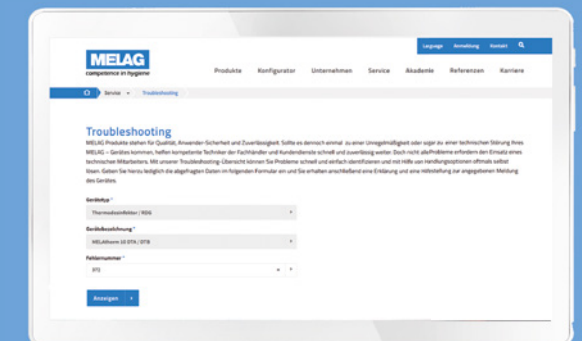 Language Anmeldung Kontakt
MELAG
competence in hygiene
Produkte Konfigurator Unternehmen Service Akademie Referenzen Karriere
Service Troubleshooting
Troubleshooting
MELAG Produkte stehen für Qualität, Anwender-Sicherheit und Zuverlässigkeit. Sollte es dennoch einmal zu einer Unregelmäßigkeit oder sogar zu einer technischen Störung Ihres
MELAG – Gerätes kommen, helfen kompetente Techniker der Fachhändler und Kundendienste schnell und zuverlässig weiter. Doch nicht alle Probleme erfordern den Einsatz eines
technischen Mitarbeiters. Mit unserer Troubleshooting-Übersicht können Sie Probleme schnell und einfach identifizieren und mit Hilfe von Handlungsoptionen oftmals selbst
lösen. Geben Sie hierzu lediglich die abgefragten Daten im folgenden Formular ein und Sie erhalten anschließend eine Erklärung und eine Hilfestellung zur angegebenen Meldung
des Gerätes.
Gerätetyp *
Thermodesinfektor / RDG
Gerätebezeichnung *
MELAtherm 10 DTA / DTB
Fehlernummer *
Anzeigen